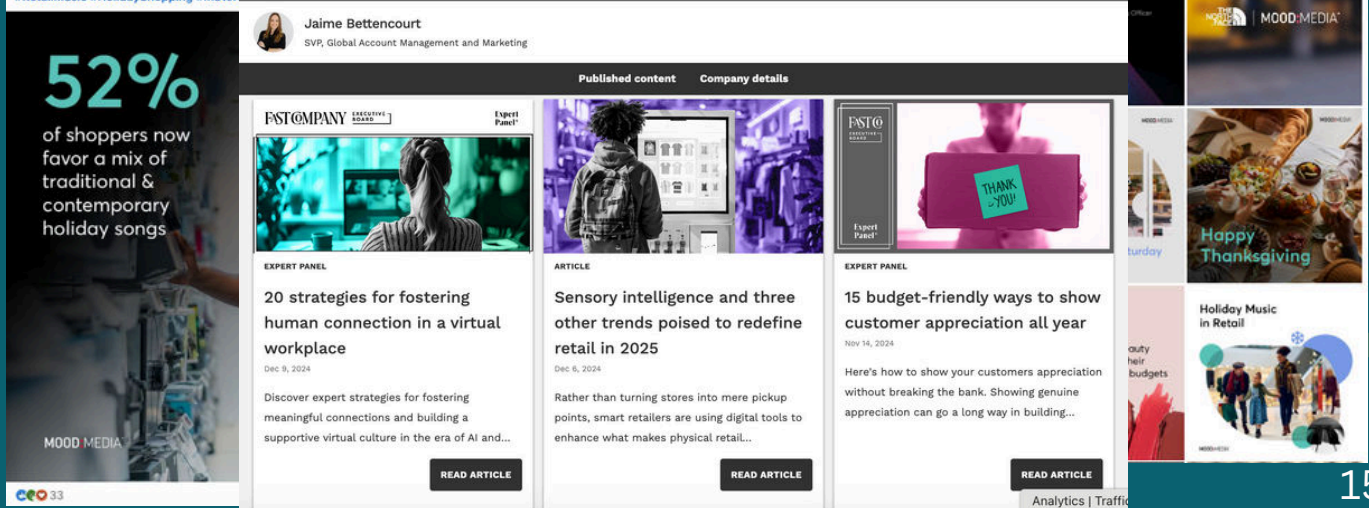 52%
of shoppers now
favor a mix of
traditional &
contemporary
holiday songs
MOOD:MEDIA
33
Jaime Bettencourt
SVP, Global Account Management and Marketing
Published content Company details
FAST COMPANY EXECUTIVE BOARD
Expert Panel
EXPERT PANEL
20 strategies for fostering
human connection in a virtual
workplace
Dec 9, 2024
Discover expert strategies for fostering
meaningful connections and building a
supportive virtual culture in the era of AI and...
READ ARTICLE
ARTICLE
Sensory intelligence and three
other trends poised to redefine
retail in 2025
Dec 6, 2024
Rather than turning stores into mere pickup
points, smart retailers are using digital tools to
enhance what makes physical retail...
READ ARTICLE
FAST CO
EXECUTIVE BOARD
THANK
YOU!
Expert
Panel
EXPERT PANEL
15 budget-friendly ways to show
customer appreciation all year
Nov 14, 2024
Here's how to show your customers appreciation
without breaking the bank. Showing genuine
appreciation can go a long way in building...
READ ARTICLE
Analytics | Traffic
Officer
THE NORTH FACE MOOD:MEDIA
MOOD:MEDIA
MOOD:MEDIA
Happy
Thanksgiving
Holiday Music
in Retail
budgets
MOOD:MEDIA
15